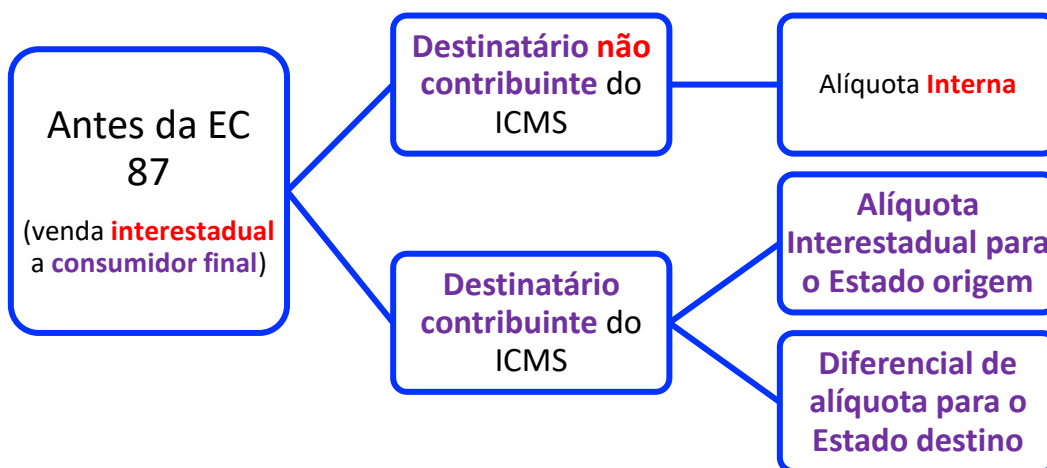 Antes da EC
87
(venda interestadual
a consumidor final)
Destinatário não
contribuinte do
ICMS
Alíquota Interna
Destinatário
contribuinte do
ICMS
Alíquota
Interestadual para
o Estado origem
Diferencial de
alíquota para o
Estado destino